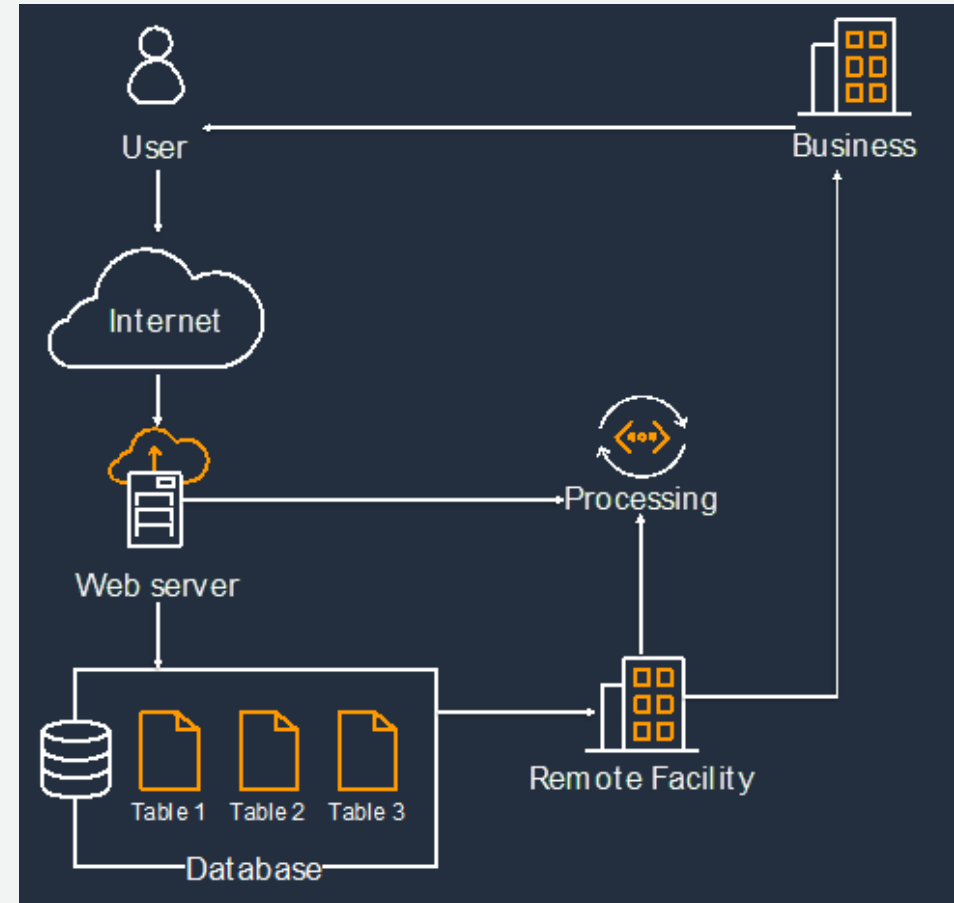 User
Business
Internet
Processing
Web server
Remote Facility
Table 1
Table 2
Table 3
Database